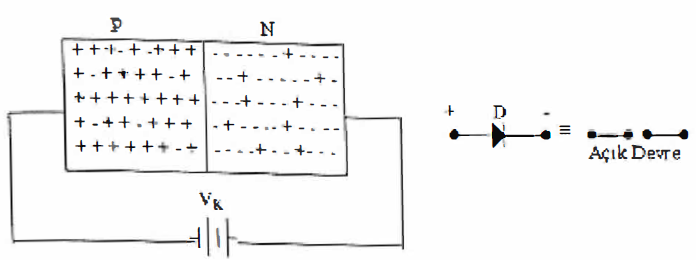 P N
+ + + - + - + + + - - - - - - + - - - -
+ - + + + + - + - - + - - - - - - + -
+ + + + + + + + - - - + - - - + - - -
+ - + + - + + + - + - - - - + - - - -
+ + + + + + - + - - - - + - - + - - -
+ D - ≡
Açık Devre
V_K